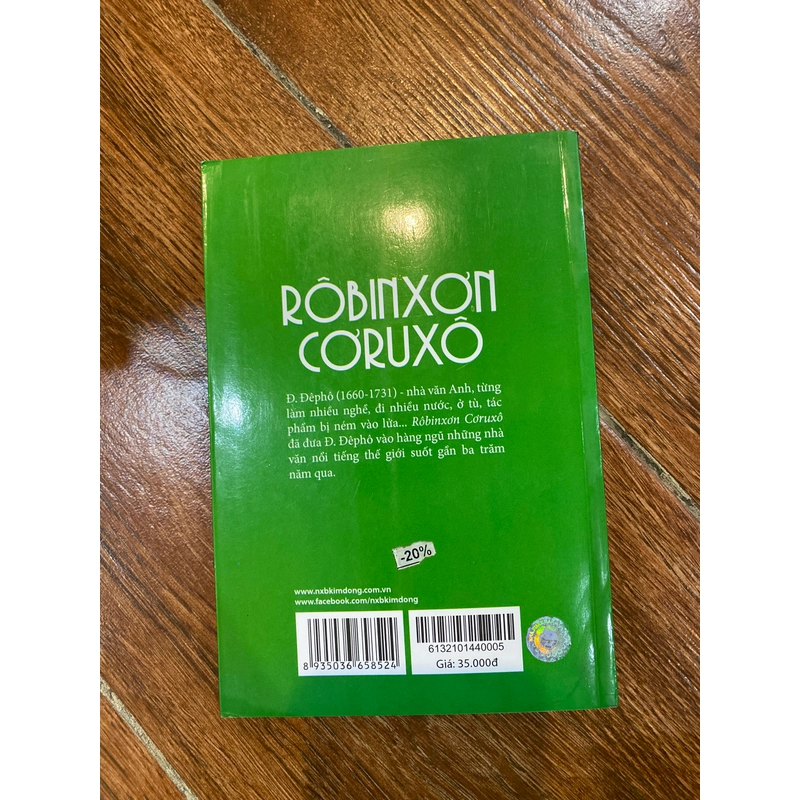 RÔBINXƠN
CƠRUXÔ
Đ. Đêphô (1660-1731) - nhà văn Anh, từng
làm nhiều nghề, đi nhiều nước, ở tù, tác
phẩm bị ném vào lửa... Rôbinxơn Cơruxô
đã đưa Đ. Đêphô vào hàng ngũ những nhà
văn nổi tiếng thế giới suốt gần ba trăm
năm qua.
-20%
www.nxbkimdong.com.vn
www.facebook.com/nxbkimdong
8 935036 658524
6132101440005
Giá: 35.000đ